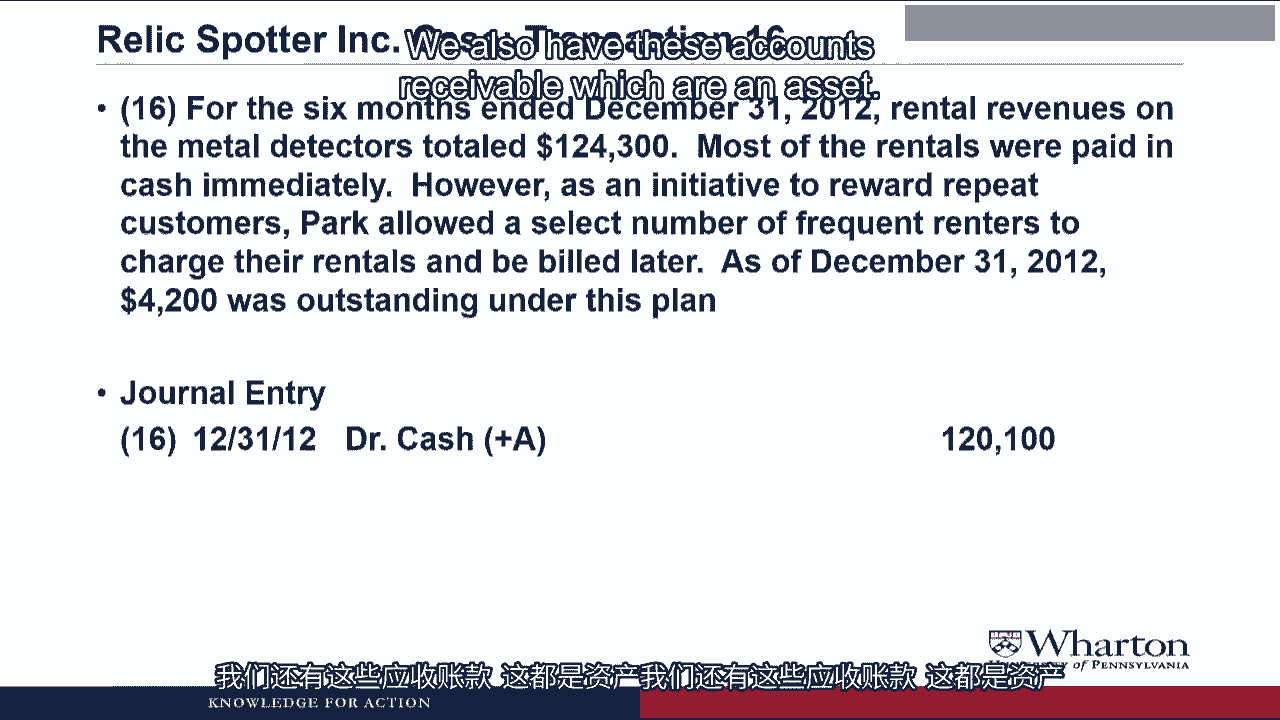 Relic Spotter Inc. Case: Transaction 16
We also have these accounts
receivable which are an asset.
• (16) For the six months ended December 31, 2012, rental revenues on
the metal detectors totaled $124,300. Most of the rentals were paid in
cash immediately. However, as an initiative to reward repeat
customers, Park allowed a select number of frequent renters to
charge their rentals and be billed later. As of December 31, 2012,
$4,200 was outstanding under this plan
• Journal Entry
(16) 12/31/12 Dr. Cash (+A) 120,100
Wharton
of PENNSYLVANIA
我们还有这些应收账款 这都是资产我们还有这些应收账款 这都是资产
KNOWLEDGE FOR ACTION